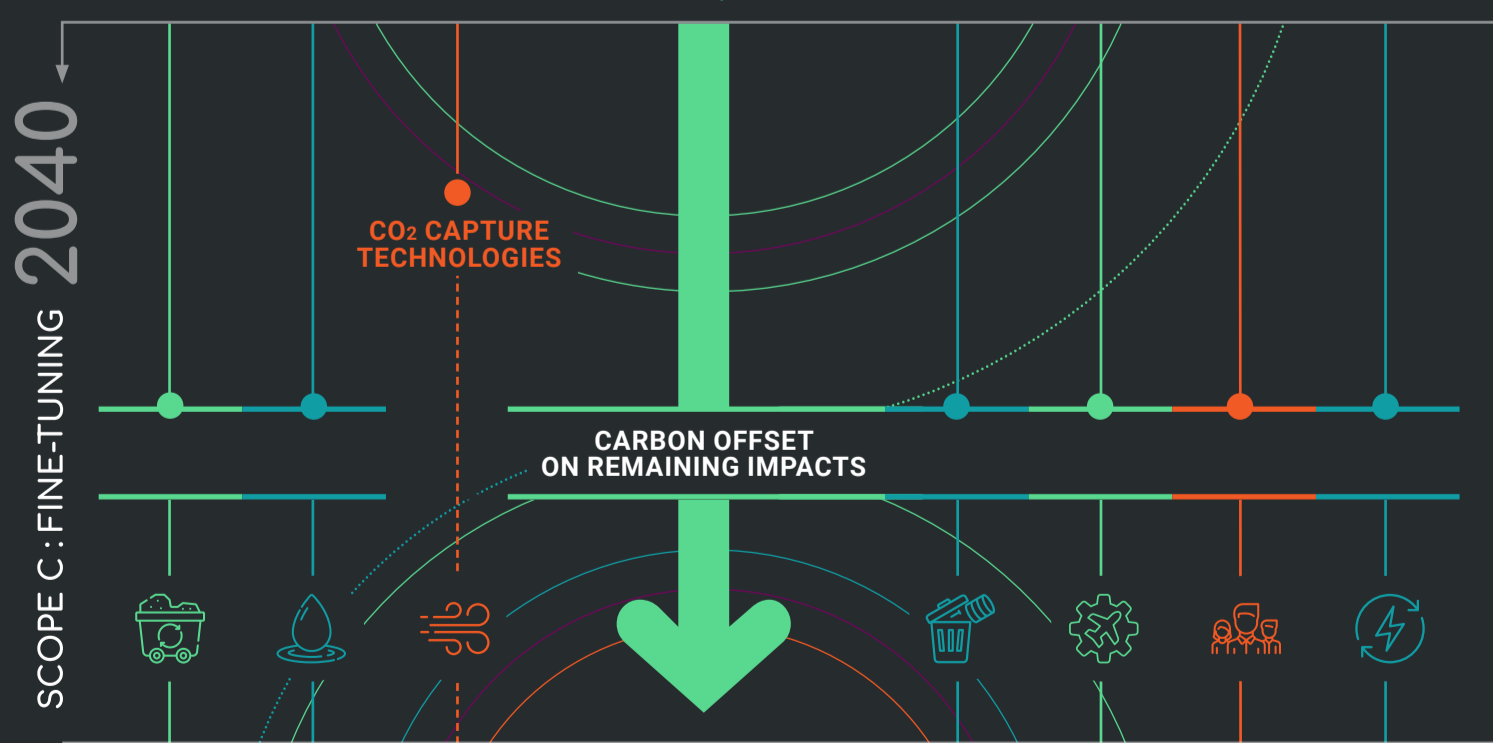 2040
SCOPE C : FINE-TUNING
CO₂ CAPTURE
TECHNOLOGIES
CARBON OFFSET
ON REMAINING IMPACTS